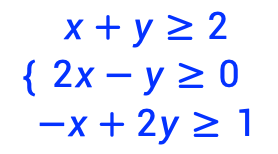 x + y ≥ 2
{ 2x − y ≥ 0
−x + 2y ≥ 1